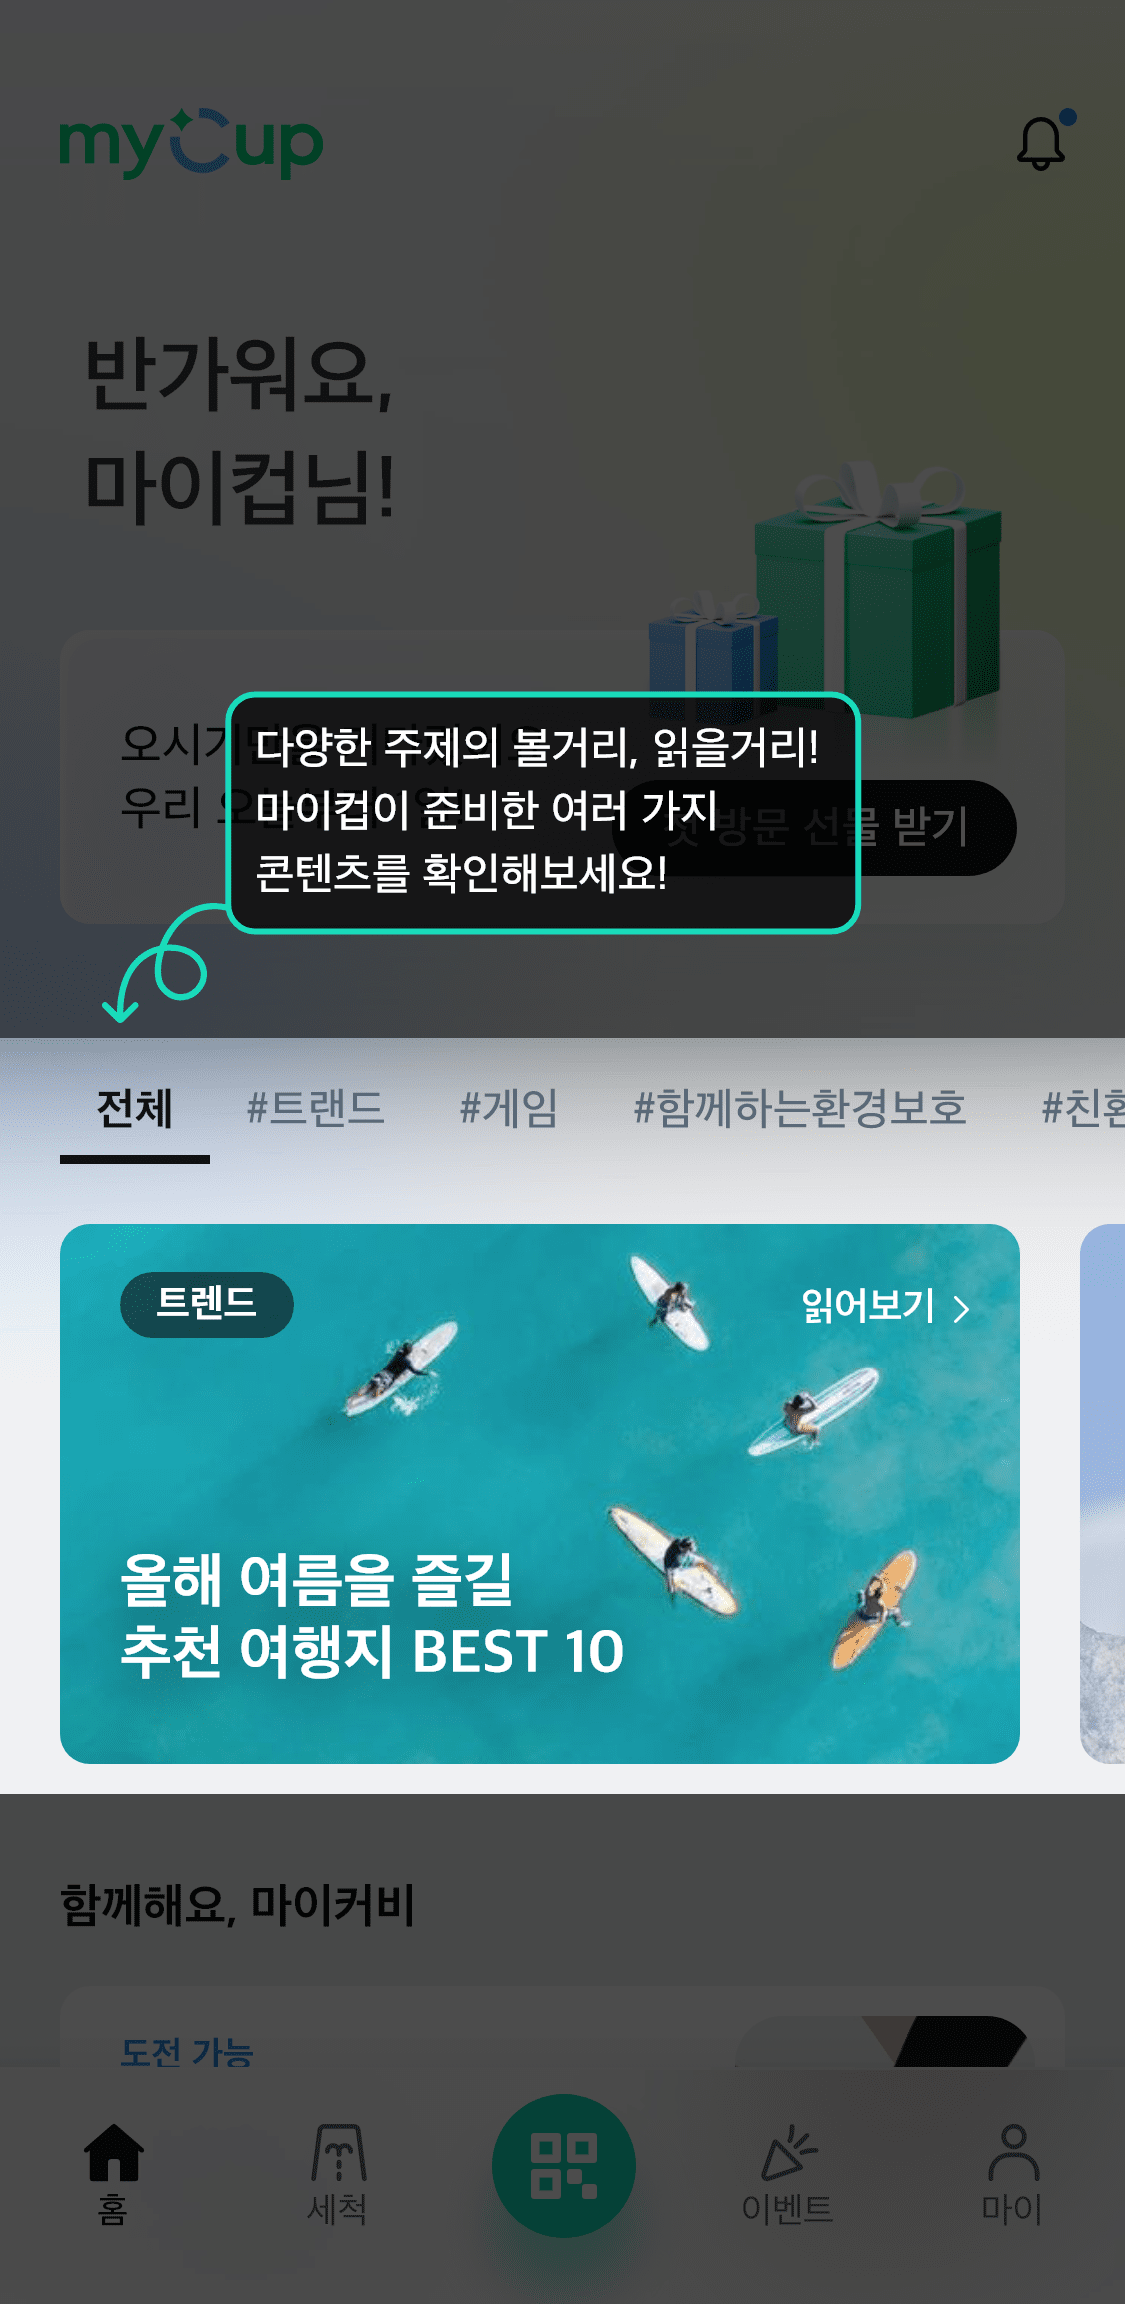 myCup
반가워요,
마이컵님!
다양한 주제의 볼거리, 읽을거리!
마이컵이 준비한 여러 가지
콘텐츠를 확인해보세요!
오시기
우리
첫 방문 선물 받기
전체 #트랜드 #게임 #함께하는환경보호 #친환
트렌드
읽어보기
올해 여름을 즐길
추천 여행지 BEST 10
함께해요, 마이커비
도전 가능
홈 세척 이벤트 마이